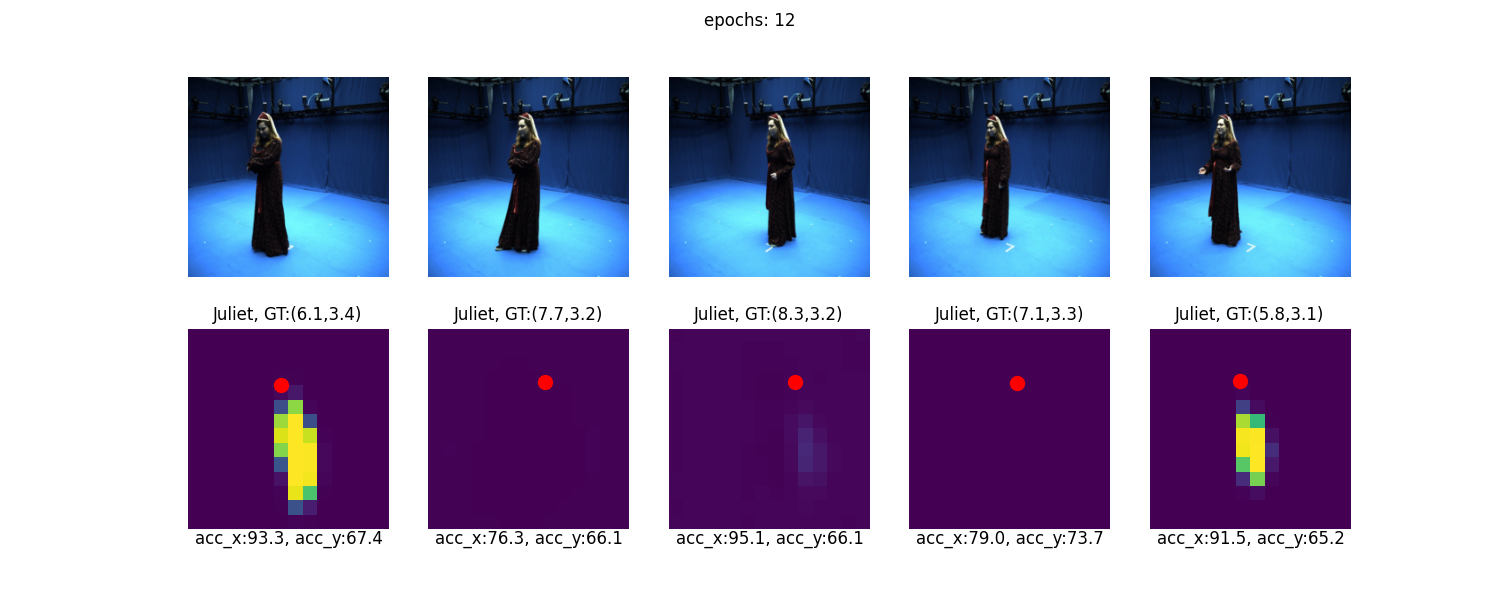 epochs: 12
Juliet, GT:(6.1,3.4)
Juliet, GT:(7.7,3.2)
Juliet, GT:(8.3,3.2)
Juliet, GT:(7.1,3.3)
Juliet, GT:(5.8,3.1)
acc_x:93.3, acc_y:67.4
acc_x:76.3, acc_y:66.1
acc_x:95.1, acc_y:66.1
acc_x:79.0, acc_y:73.7
acc_x:91.5, acc_y:65.2